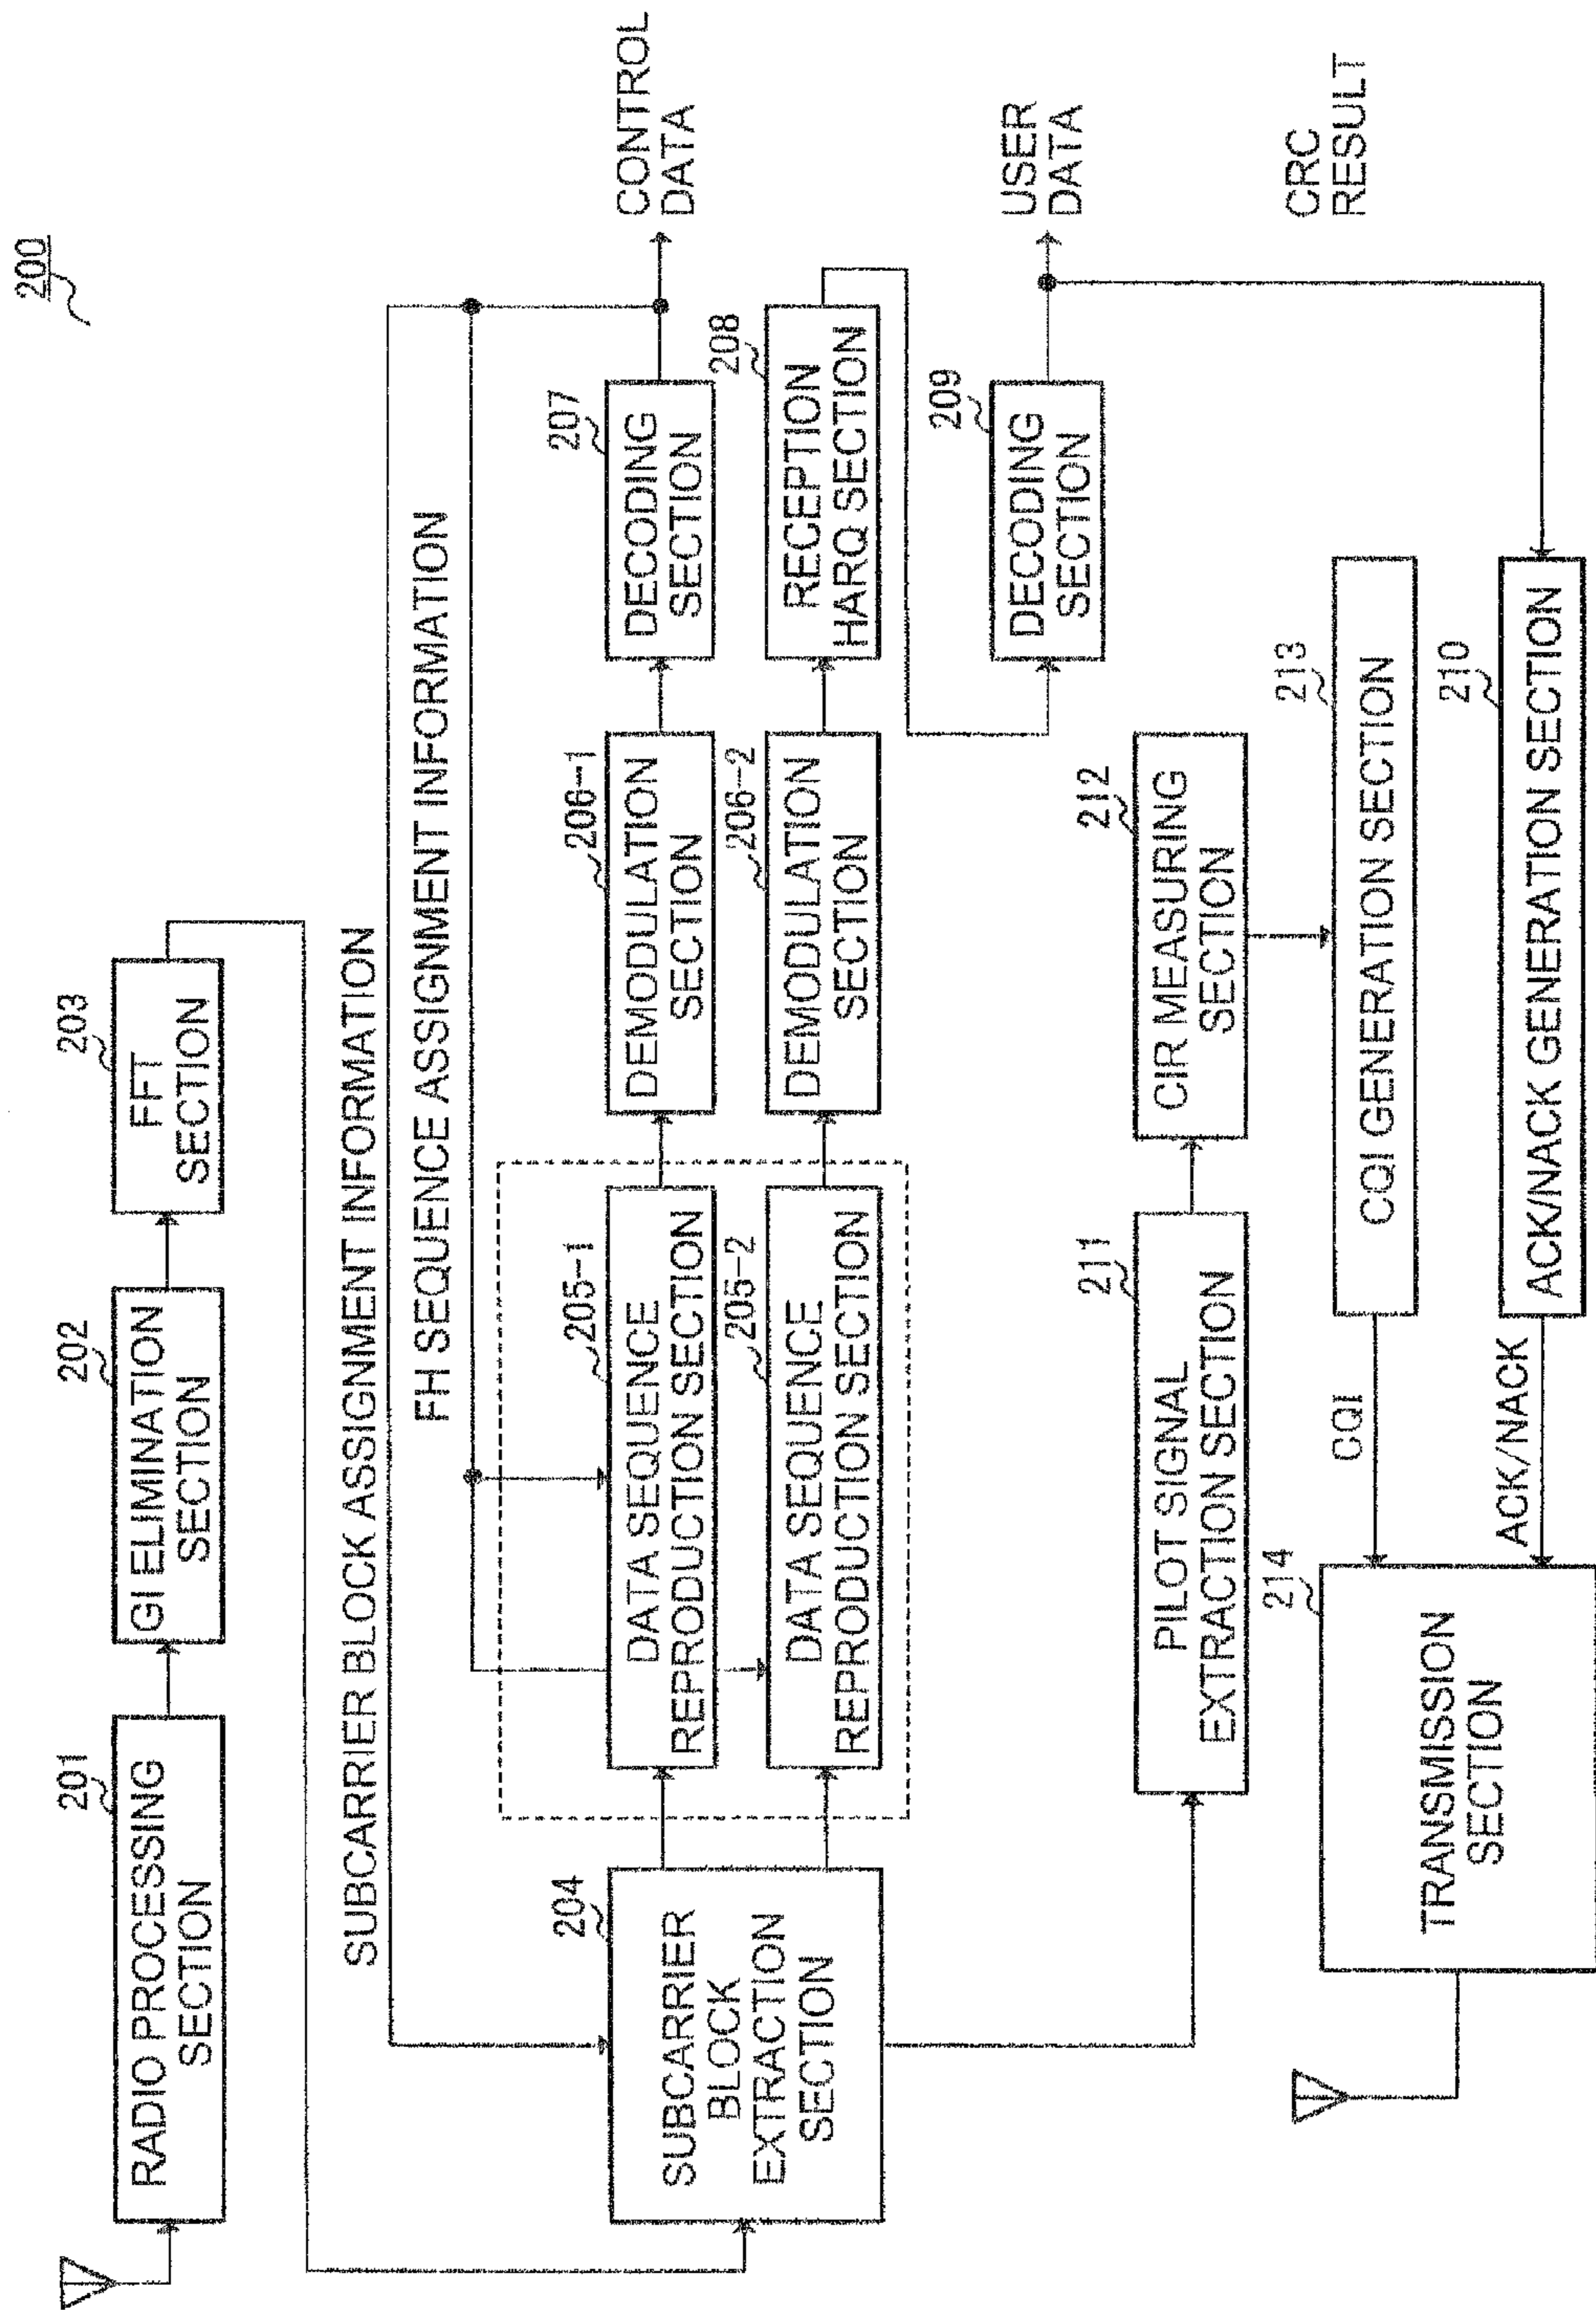 200
201
RADIO PROCESSING
SECTION
202
GI ELIMINATION
SECTION
203
FFT
SECTION
SUBCARRIER BLOCK ASSIGNMENT INFORMATION
FH SEQUENCE ASSIGNMENT INFORMATION
204
SUBCARRIER
BLOCK
EXTRACTION
SECTION
205-1
DATA SEQUENCE
REPRODUCTION SECTION
206-1
DEMODULATION
SECTION
207
DECODING
SECTION
CONTROL
DATA
205-2
DATA SEQUENCE
REPRODUCTION SECTION
206-2
DEMODULATION
SECTION
208
RECEPTION
HARQ SECTION
209
DECODING
SECTION
USER
DATA
211
PILOT SIGNAL
EXTRACTION SECTION
212
CIR MEASURING
SECTION
CRC
RESULT
214
TRANSMISSION
SECTION
CQI
213
CQI GENERATION SECTION
ACK/NACK
210
ACK/NACK GENERATION SECTION